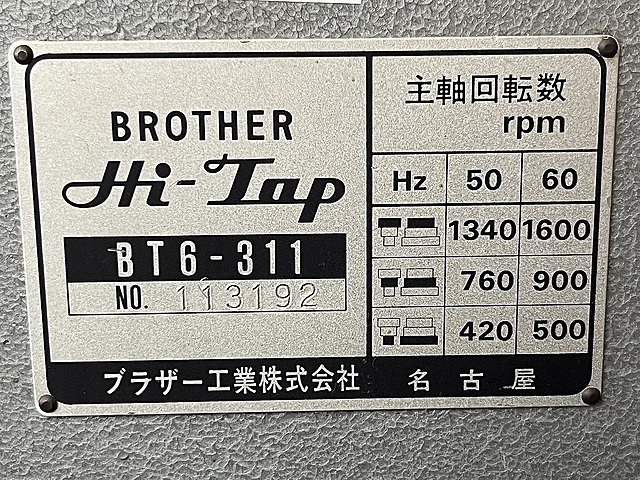 BROTHER
Hi-Tap
BT6-311
NO. 113192
主軸回転数
rpm
Hz 50 60
1340 1600
760 900
420 500
ブラザー工業株式会社 名古屋